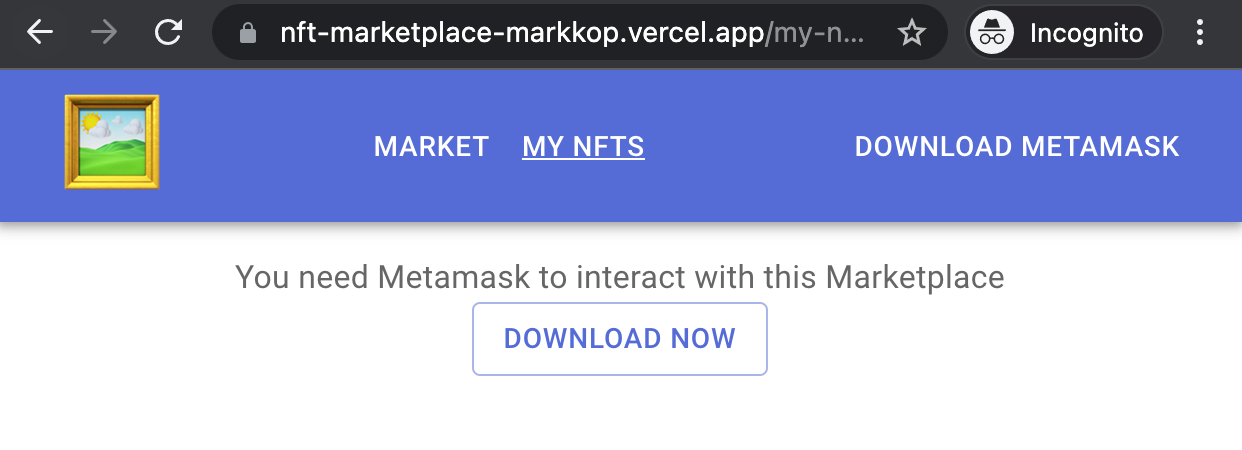 nft-marketplace-markkop.vercel.app/my-n...
Incognito
MARKET MY NFTS DOWNLOAD METAMASK
You need Metamask to interact with this Marketplace
DOWNLOAD NOW